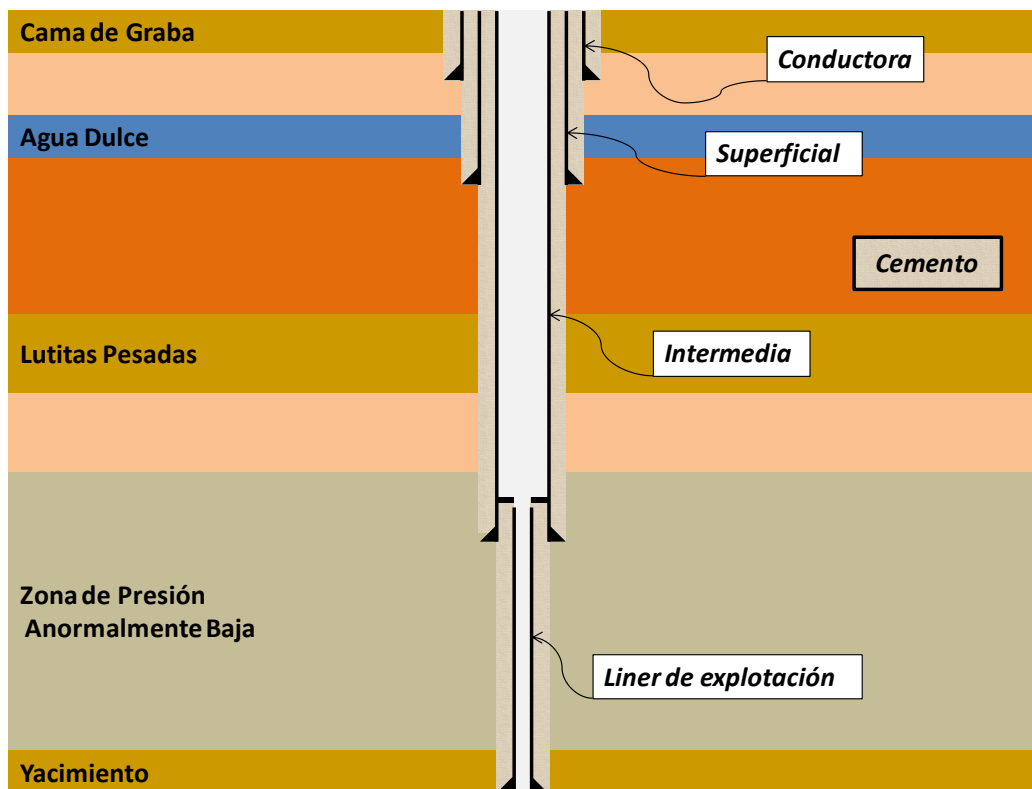 Cama de Graba
Conductora
Agua Dulce
Superficial
Cemento
Lutitas Pesadas
Intermedia
Zona de Presión
Anormalmente Baja
Liner de explotación
Yacimiento